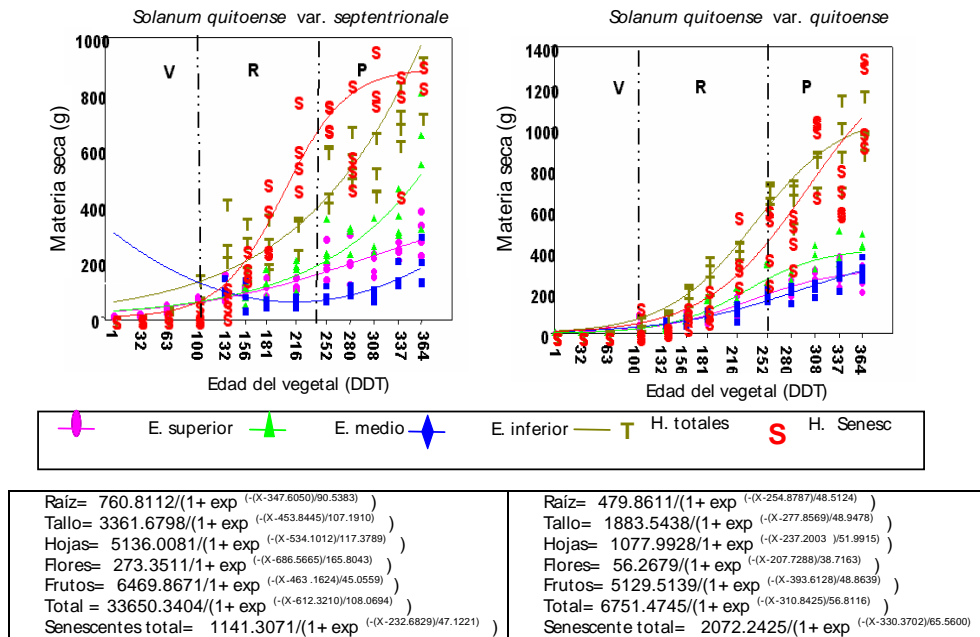 Solanum quitoense var. septentrionale
Materia seca (g)
1000
800
600
400
200
0
V
R
P
1 32 63 100 132 156 181 216 252 280 308 337 364
Edad del vegetal (DDT)
Solanum quitoense var. quitoense
Materia seca (g)
1400
1200
1000
800
600
400
200
0
V
R
P
1 32 63 100 132 156 181 216 252 280 308 337 364
Edad del vegetal (DDT)
E. superior E. medio E. inferior T H. totales S H. Senesc
Raíz= 760.8112/(1+ exp (-(X-347.6050)/90.5383) )
Tallo= 3361.6798/(1+ exp (-(X-453.8445)/107.1910) )
Hojas= 5136.0081/(1+ exp (-(X-534.1012)/117.3789) )
Flores= 273.3511/(1+ exp (-(X-686.5665)/165.8043) )
Frutos= 6469.8671/(1+ exp (-(X-463 .1624)/45.0559) )
Total = 33650.3404/(1+ exp (-(X-612.3210)/108.0694) )
Senescentes total= 1141.3071/(1+ exp (-(X-232.6829)/47.1221) )
Raíz= 479.8611/(1+ exp (-(X-254.8787)/48.5124) )
Tallo= 1883.5438/(1+ exp (-(X-277.8569)/48.9478) )
Hojas= 1077.9928/(1+ exp (-(X-237.2003 )/51.9915) )
Flores= 56.2679/(1+ exp (-(X-207.7288)/38.7163) )
Frutos= 5129.5139/(1+ exp (-(X-393.6128)/48.8639) )
Total= 6751.4745/(1+ exp (-(X-310.8425)/56.8116) )
Senescente total= 2072.2425/(1+ exp (-(X-330.3702)/65.5600) )